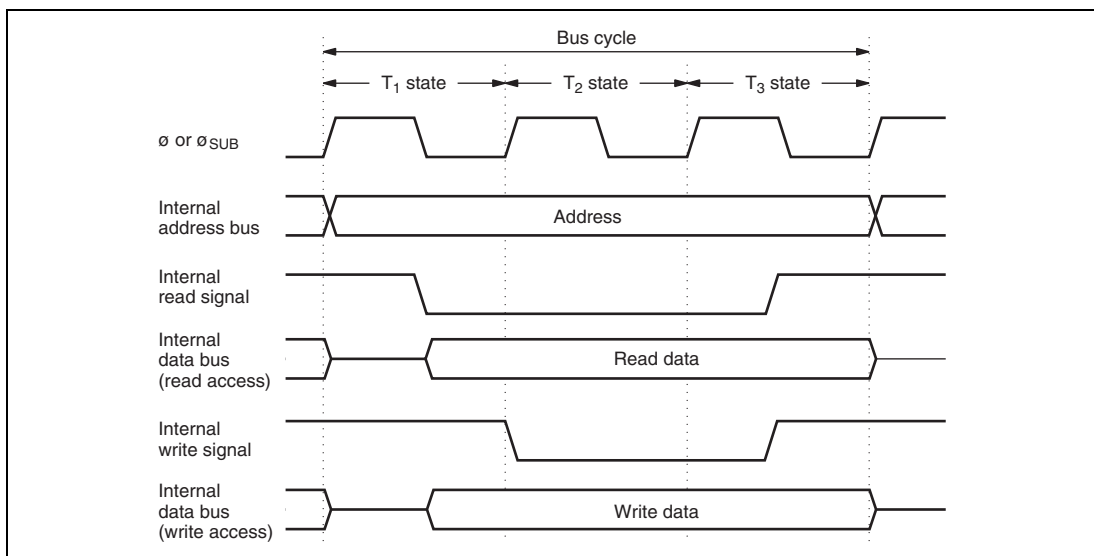 Bus cycle
T₁ state
T₂ state
T₃ state
ø or øSUB
Internal
address bus
Address
Internal
read signal
Internal
data bus
(read access)
Read data
Internal
write signal
Internal
data bus
(write access)
Write data